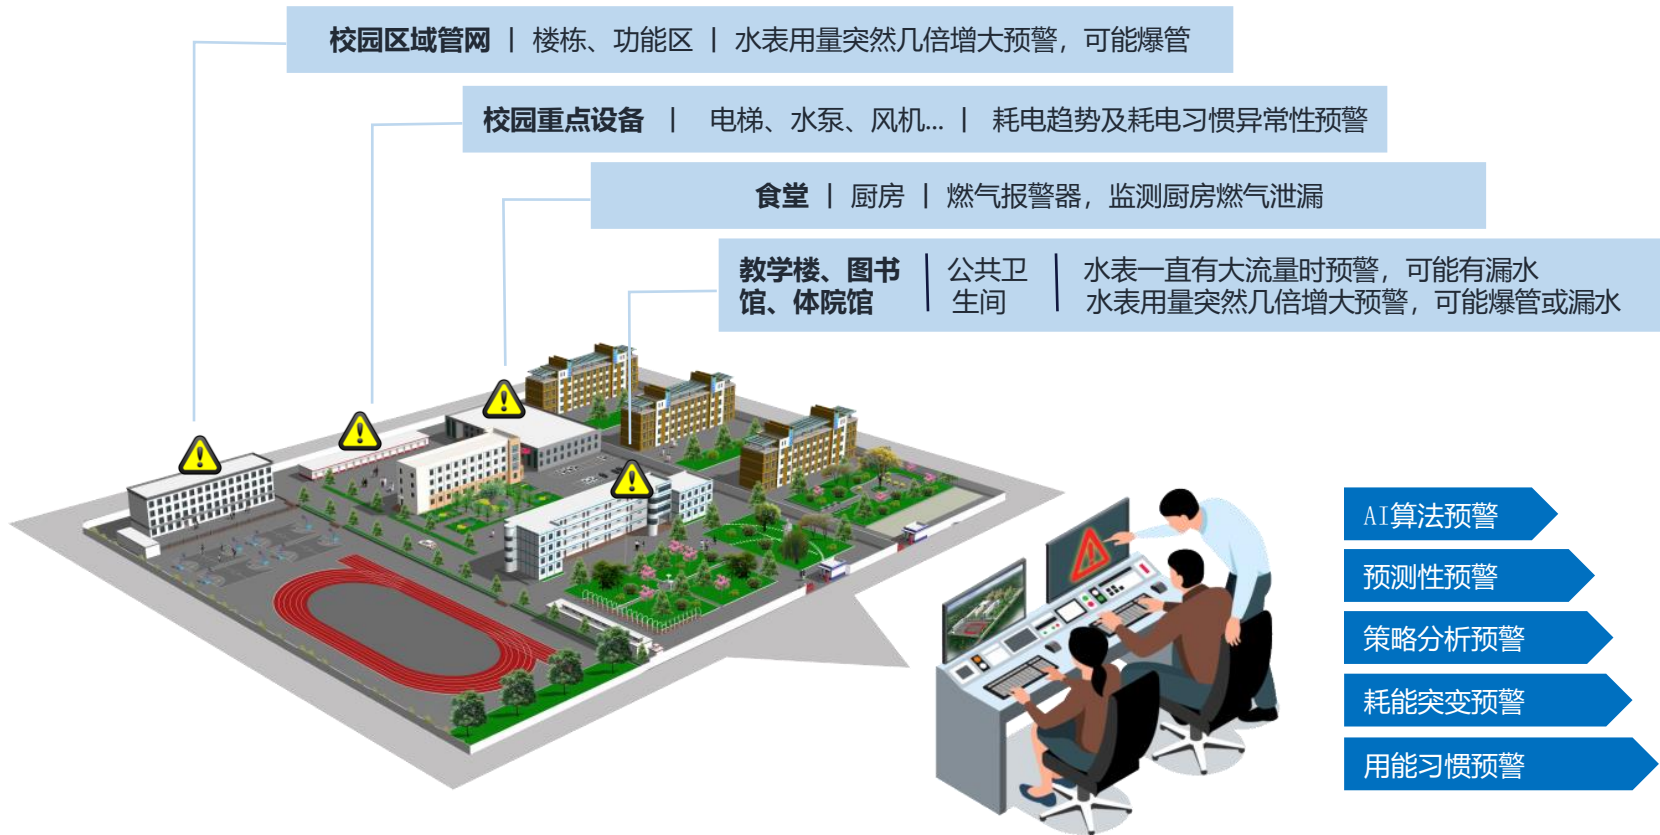 校园区域管网 | 楼栋、功能区 | 水表用量突然几倍增大预警，可能爆管
校园重点设备 | 电梯、水泵、风机... | 耗电趋势及耗电习惯异常性预警
食堂 | 厨房 | 燃气报警器，监测厨房燃气泄漏
教学楼、图书 | 公共卫 | 水表一直有大流量时预警，可能有漏水
馆、体院馆 | 生间 | 水表用量突然几倍增大预警，可能爆管或漏水
AI算法预警
预测性预警
策略分析预警
耗能突变预警
用能习惯预警